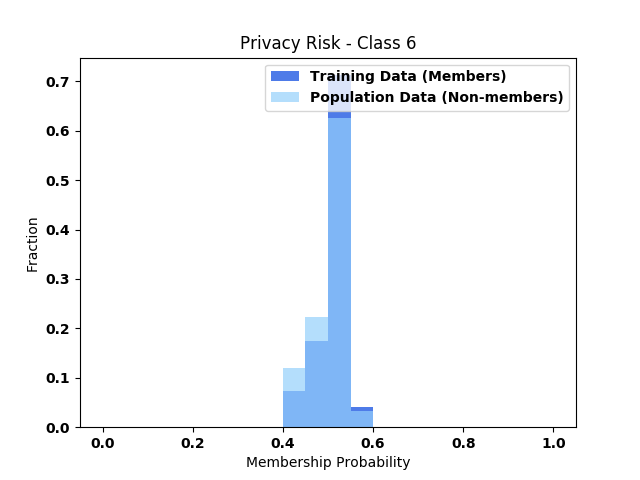 Privacy Risk - Class 6
Training Data (Members)
Population Data (Non-members)
0.7
0.6
0.5
0.4
0.3
0.2
0.1
0.0
Fraction
0.0 0.2 0.4 0.6 0.8 1.0
Membership Probability